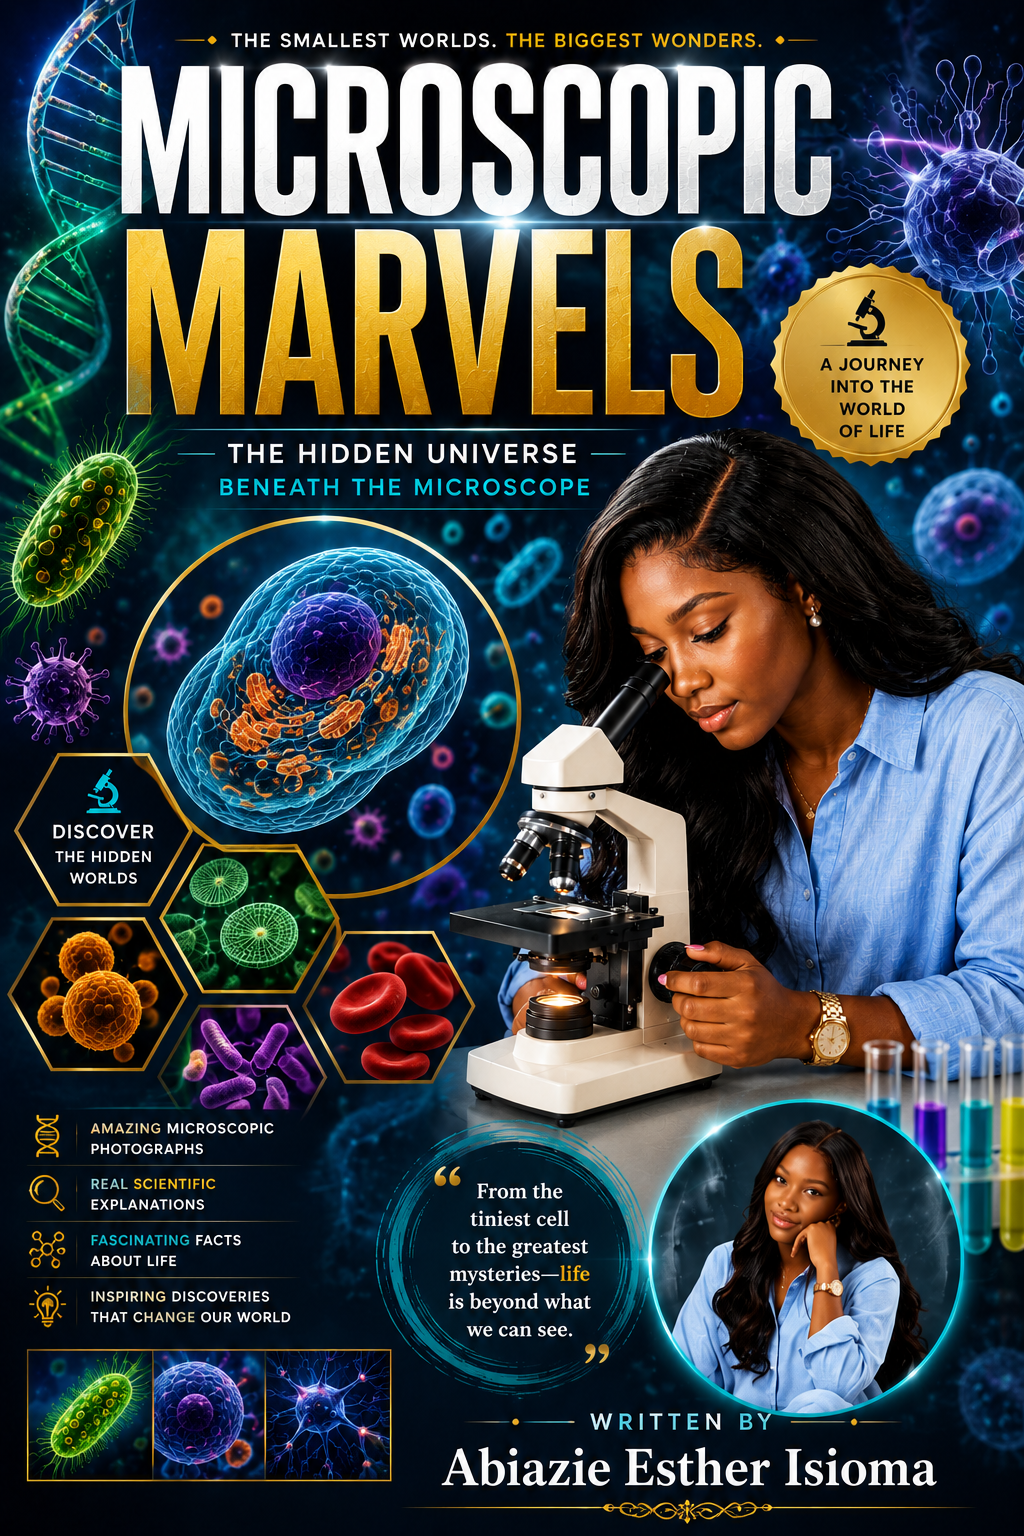 THE SMALLEST WORLDS. THE BIGGEST WONDERS.
MICROSCOPIC
MARVELS
A JOURNEY
INTO THE
WORLD
OF LIFE
THE HIDDEN UNIVERSE
BENEATH THE MICROSCOPE
DISCOVER
THE HIDDEN
WORLDS
AMAZING MICROSCOPIC
PHOTOGRAPHS
REAL SCIENTIFIC
EXPLANATIONS
FASCINATING FACTS
ABOUT LIFE
INSPIRING DISCOVERIES
THAT CHANGE OUR WORLD
“From the
tiniest cell
to the greatest
mysteries—life
is beyond what
we can see.”
WRITTEN BY
Abiazie Esther Isioma